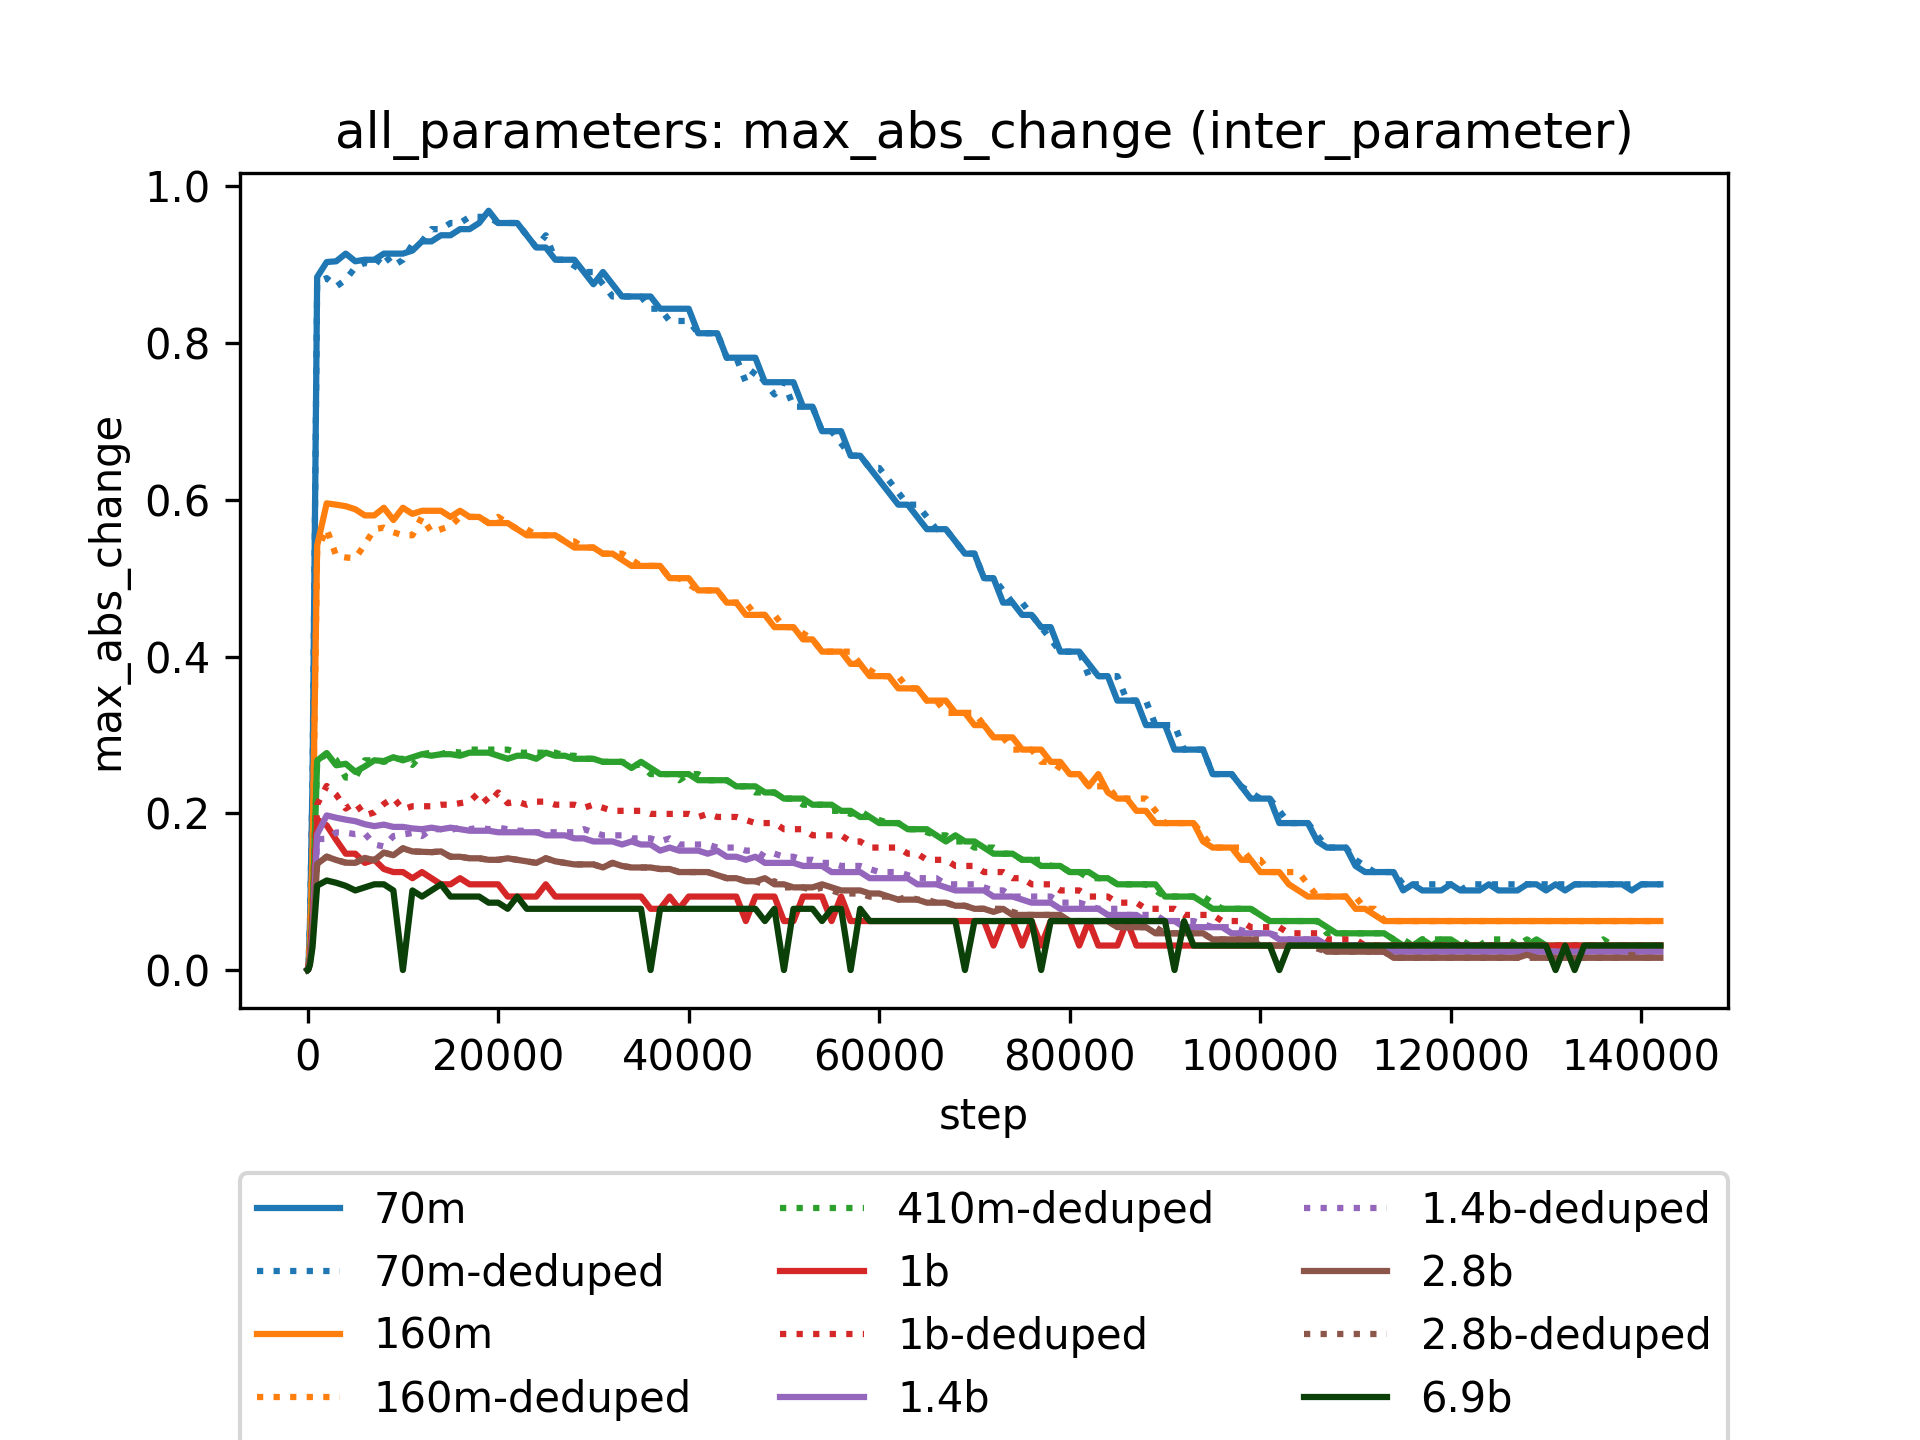 all_parameters: max_abs_change (inter_parameter)
1.0
0.8
0.6
0.4
0.2
0.0
max_abs_change
0 20000 40000 60000 80000 100000 120000 140000
step
70m
70m-deduped
160m
160m-deduped
410m-deduped
1b
1b-deduped
1.4b
1.4b-deduped
2.8b
2.8b-deduped
6.9b